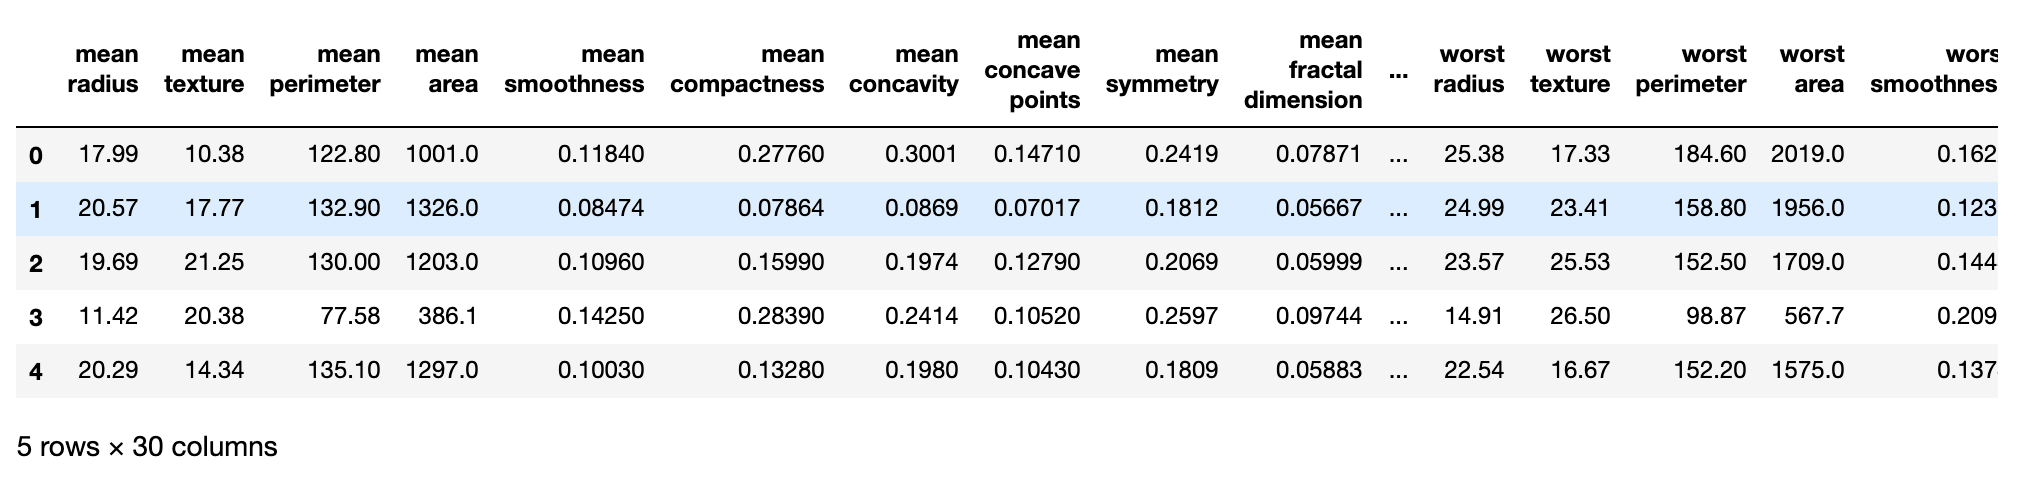 mean radius mean texture mean perimeter mean area mean smoothness mean compactness mean concavity mean concave points mean symmetry mean fractal dimension ... worst radius worst texture worst perimeter worst area wors smoothnes
0 17.99 10.38 122.80 1001.0 0.11840 0.27760 0.3001 0.14710 0.2419 0.07871 ... 25.38 17.33 184.60 2019.0 0.162
1 20.57 17.77 132.90 1326.0 0.08474 0.07864 0.0869 0.07017 0.1812 0.05667 ... 24.99 23.41 158.80 1956.0 0.123
2 19.69 21.25 130.00 1203.0 0.10960 0.15990 0.1974 0.12790 0.2069 0.05999 ... 23.57 25.53 152.50 1709.0 0.144
3 11.42 20.38 77.58 386.1 0.14250 0.28390 0.2414 0.10520 0.2597 0.09744 ... 14.91 26.50 98.87 567.7 0.209
4 20.29 14.34 135.10 1297.0 0.10030 0.13280 0.1980 0.10430 0.1809 0.05883 ... 22.54 16.67 152.20 1575.0 0.137
5 rows × 30 columns